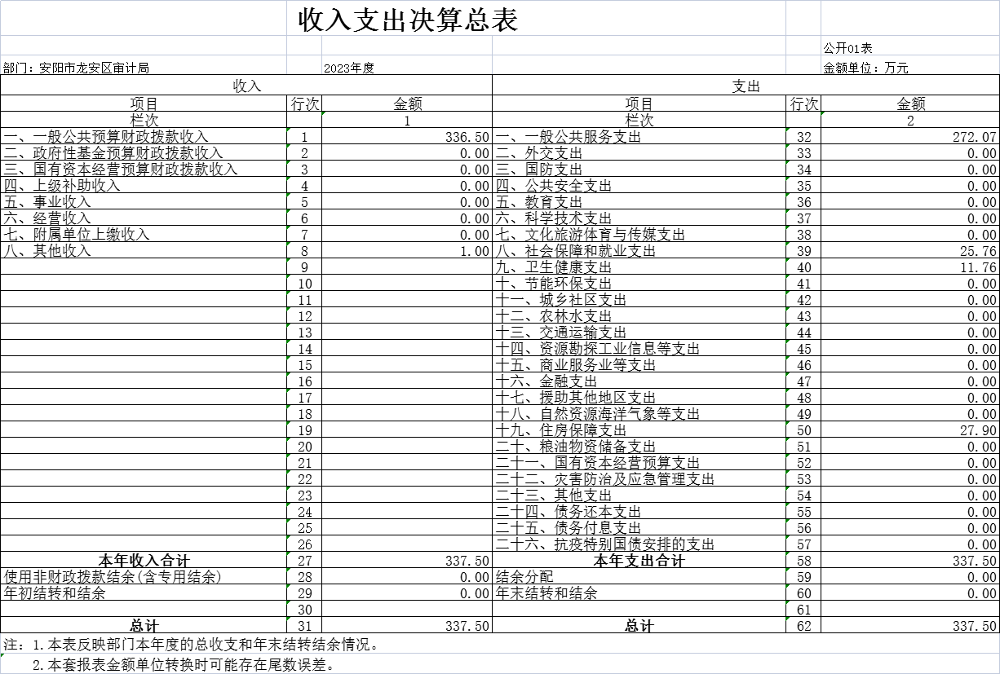 收入支出决算总表
公开01表
部门：安阳市龙安区审计局 2023年度 金额单位：万元
收入 支出
项目 行次 金额 项目 行次 金额
栏次 1 栏次 2
一、一般公共预算财政拨款收入 1 336.50 一、一般公共服务支出 32 272.07
二、政府性基金预算财政拨款收入 2 0.00 二、外交支出 33 0.00
三、国有资本经营预算财政拨款收入 3 0.00 三、国防支出 34 0.00
四、上级补助收入 4 0.00 四、公共安全支出 35 0.00
五、事业收入 5 0.00 五、教育支出 36 0.00
六、经营收入 6 0.00 六、科学技术支出 37 0.00
七、附属单位上缴收入 7 0.00 七、文化旅游体育与传媒支出 38 0.00
八、其他收入 8 1.00 八、社会保障和就业支出 39 25.76
9 九、卫生健康支出 40 11.76
10 十、节能环保支出 41 0.00
11 十一、城乡社区支出 42 0.00
12 十二、农林水支出 43 0.00
13 十三、交通运输支出 44 0.00
14 十四、资源勘探工业信息等支出 45 0.00
15 十五、商业服务业等支出 46 0.00
16 十六、金融支出 47 0.00
17 十七、援助其他地区支出 48 0.00
18 十八、自然资源海洋气象等支出 49 0.00
19 十九、住房保障支出 50 27.90
20 二十、粮油物资储备支出 51 0.00
21 二十一、国有资本经营预算支出 52 0.00
22 二十二、灾害防治及应急管理支出 53 0.00
23 二十三、其他支出 54 0.00
24 二十四、债务还本支出 55 0.00
25 二十五、债务付息支出 56 0.00
26 二十六、抗疫特别国债安排的支出 57 0.00
本年收入合计 27 337.50 本年支出合计 58 337.50
使用非财政拨款结余(含专用结余) 28 0.00 结余分配 59 0.00
年初结转和结余 29 0.00 年末结转和结余 60 0.00
30 61
总计 31 337.50 总计 62 337.50
注：1.本表反映部门本年度的总收支和年末结转结余情况。
2.本套报表金额单位转换时可能存在尾数误差。